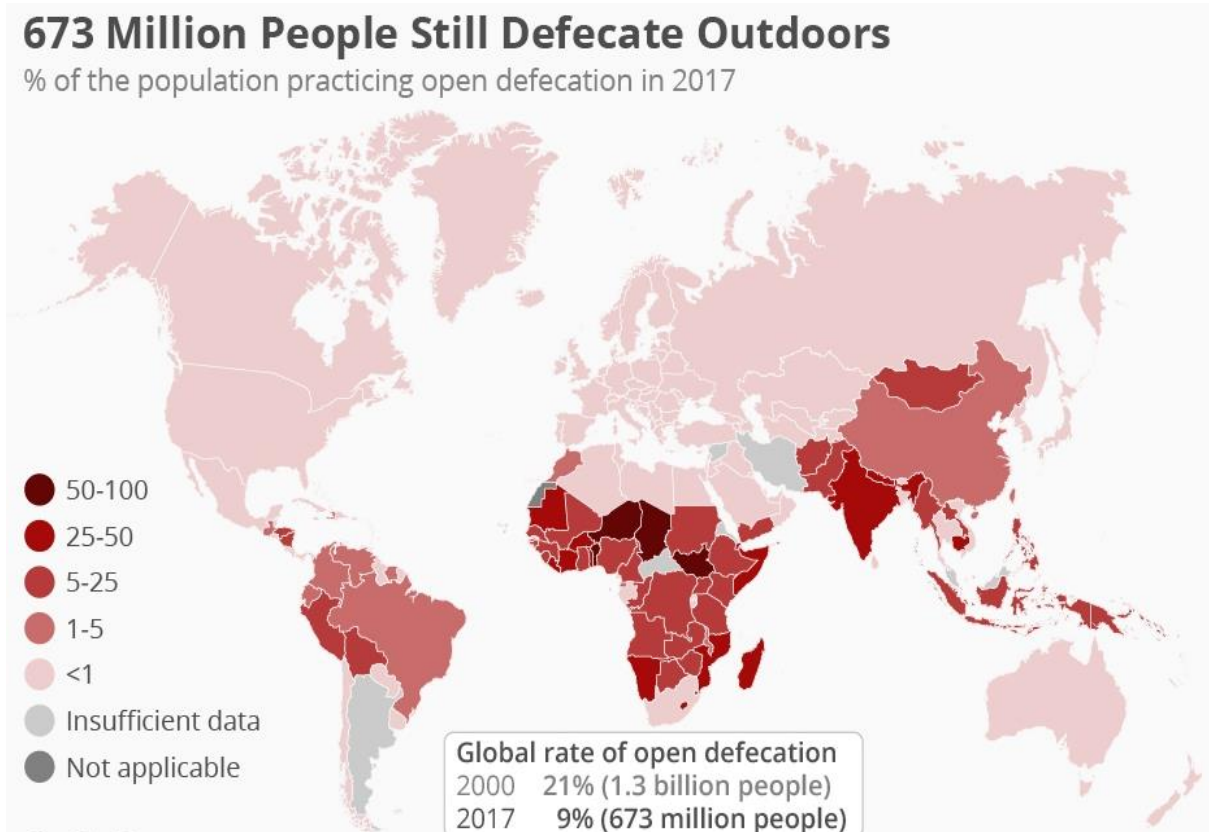 673 Million People Still Defecate Outdoors
% of the population practicing open defecation in 2017
50-100
25-50
5-25
1-5
<1
Insufficient data
Not applicable
Global rate of open defecation
2000 21% (1.3 billion people)
2017 9% (673 million people)